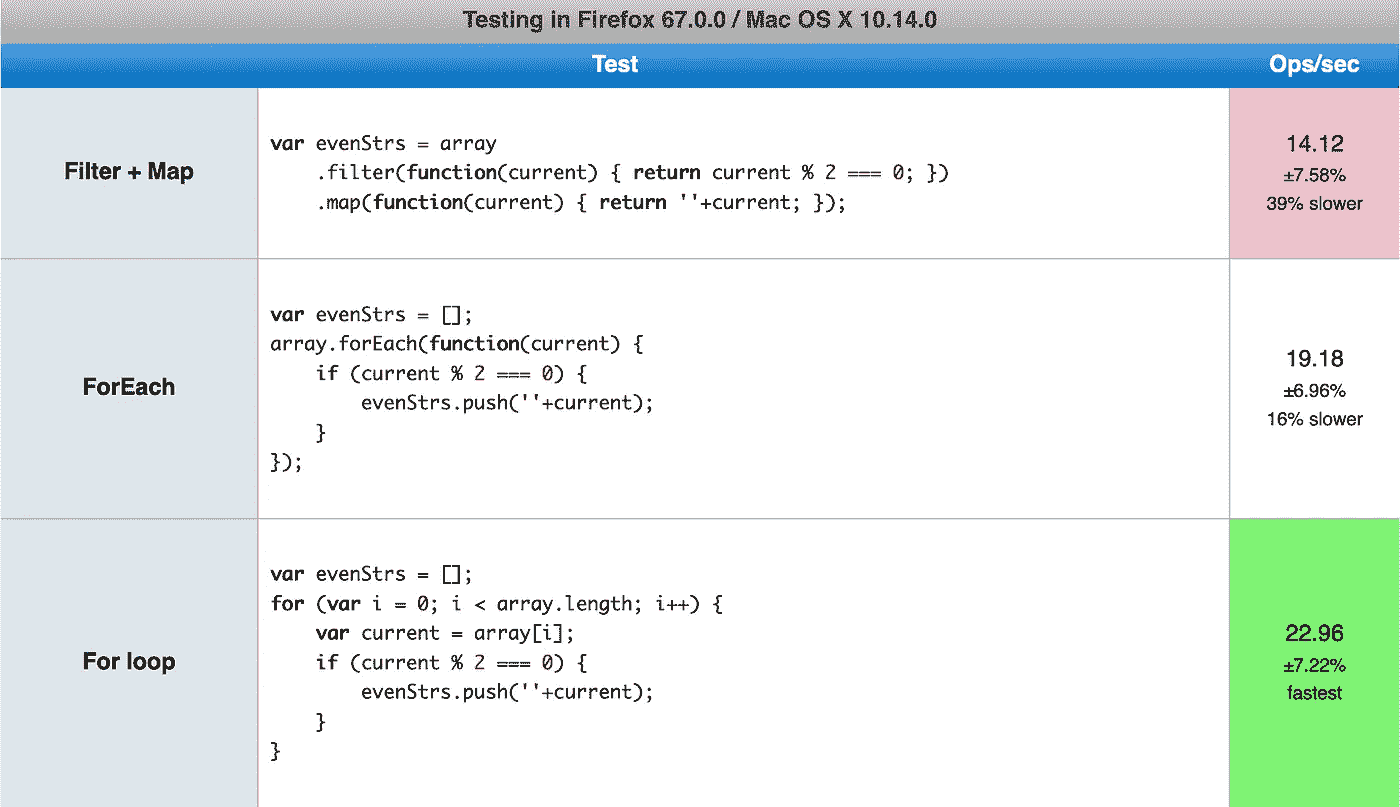 Testing in Firefox 67.0.0 / Mac OS X 10.14.0
Test Ops/sec
Filter + Map
var evenStrs = array
    .filter(function(current) { return current % 2 === 0; })
    .map(function(current) { return ''+current; });
14.12
±7.58%
39% slower
ForEach
var evenStrs = [];
array.forEach(function(current) {
    if (current % 2 === 0) {
        evenStrs.push(''+current);
    }
});
19.18
±6.96%
16% slower
For loop
var evenStrs = [];
for (var i = 0; i < array.length; i++) {
    var current = array[i];
    if (current % 2 === 0) {
        evenStrs.push(''+current);
    }
}
22.96
±7.22%
fastest